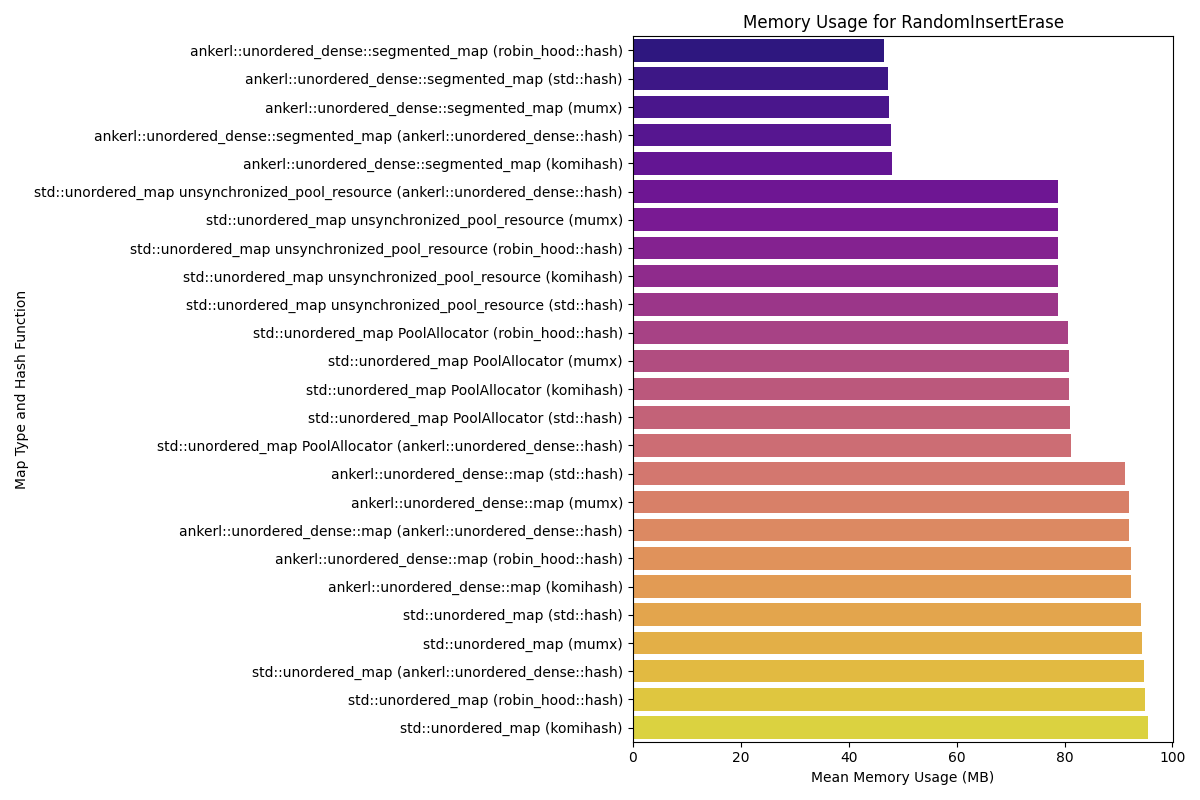 Memory Usage for RandomInsertErase
Map Type and Hash Function
ankerl::unordered_dense::segmented_map (robin_hood::hash)
ankerl::unordered_dense::segmented_map (std::hash)
ankerl::unordered_dense::segmented_map (mumx)
ankerl::unordered_dense::segmented_map (ankerl::unordered_dense::hash)
ankerl::unordered_dense::segmented_map (komihash)
std::unordered_map unsynchronized_pool_resource (ankerl::unordered_dense::hash)
std::unordered_map unsynchronized_pool_resource (mumx)
std::unordered_map unsynchronized_pool_resource (robin_hood::hash)
std::unordered_map unsynchronized_pool_resource (komihash)
std::unordered_map unsynchronized_pool_resource (std::hash)
std::unordered_map PoolAllocator (robin_hood::hash)
std::unordered_map PoolAllocator (mumx)
std::unordered_map PoolAllocator (komihash)
std::unordered_map PoolAllocator (std::hash)
std::unordered_map PoolAllocator (ankerl::unordered_dense::hash)
ankerl::unordered_dense::map (std::hash)
ankerl::unordered_dense::map (mumx)
ankerl::unordered_dense::map (ankerl::unordered_dense::hash)
ankerl::unordered_dense::map (robin_hood::hash)
ankerl::unordered_dense::map (komihash)
std::unordered_map (std::hash)
std::unordered_map (mumx)
std::unordered_map (ankerl::unordered_dense::hash)
std::unordered_map (robin_hood::hash)
std::unordered_map (komihash)
0 20 40 60 80 100
Mean Memory Usage (MB)